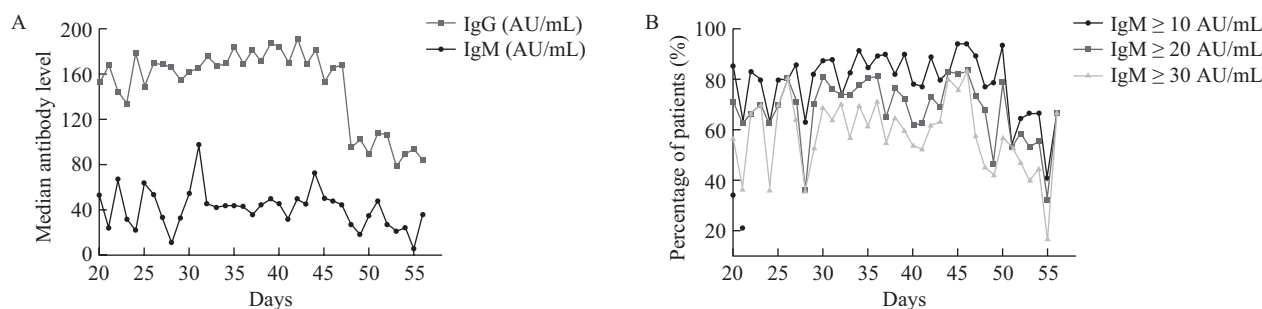 A
IgG (AU/mL)
IgM (AU/mL)
Median antibody level
200
160
120
80
40
0
20 25 30 35 40 45 50 55
Days
B
IgM ≥ 10 AU/mL
IgM ≥ 20 AU/mL
IgM ≥ 30 AU/mL
Percentage of patients (%)
100
80
60
40
20
20 25 30 35 40 45 50 55
Days